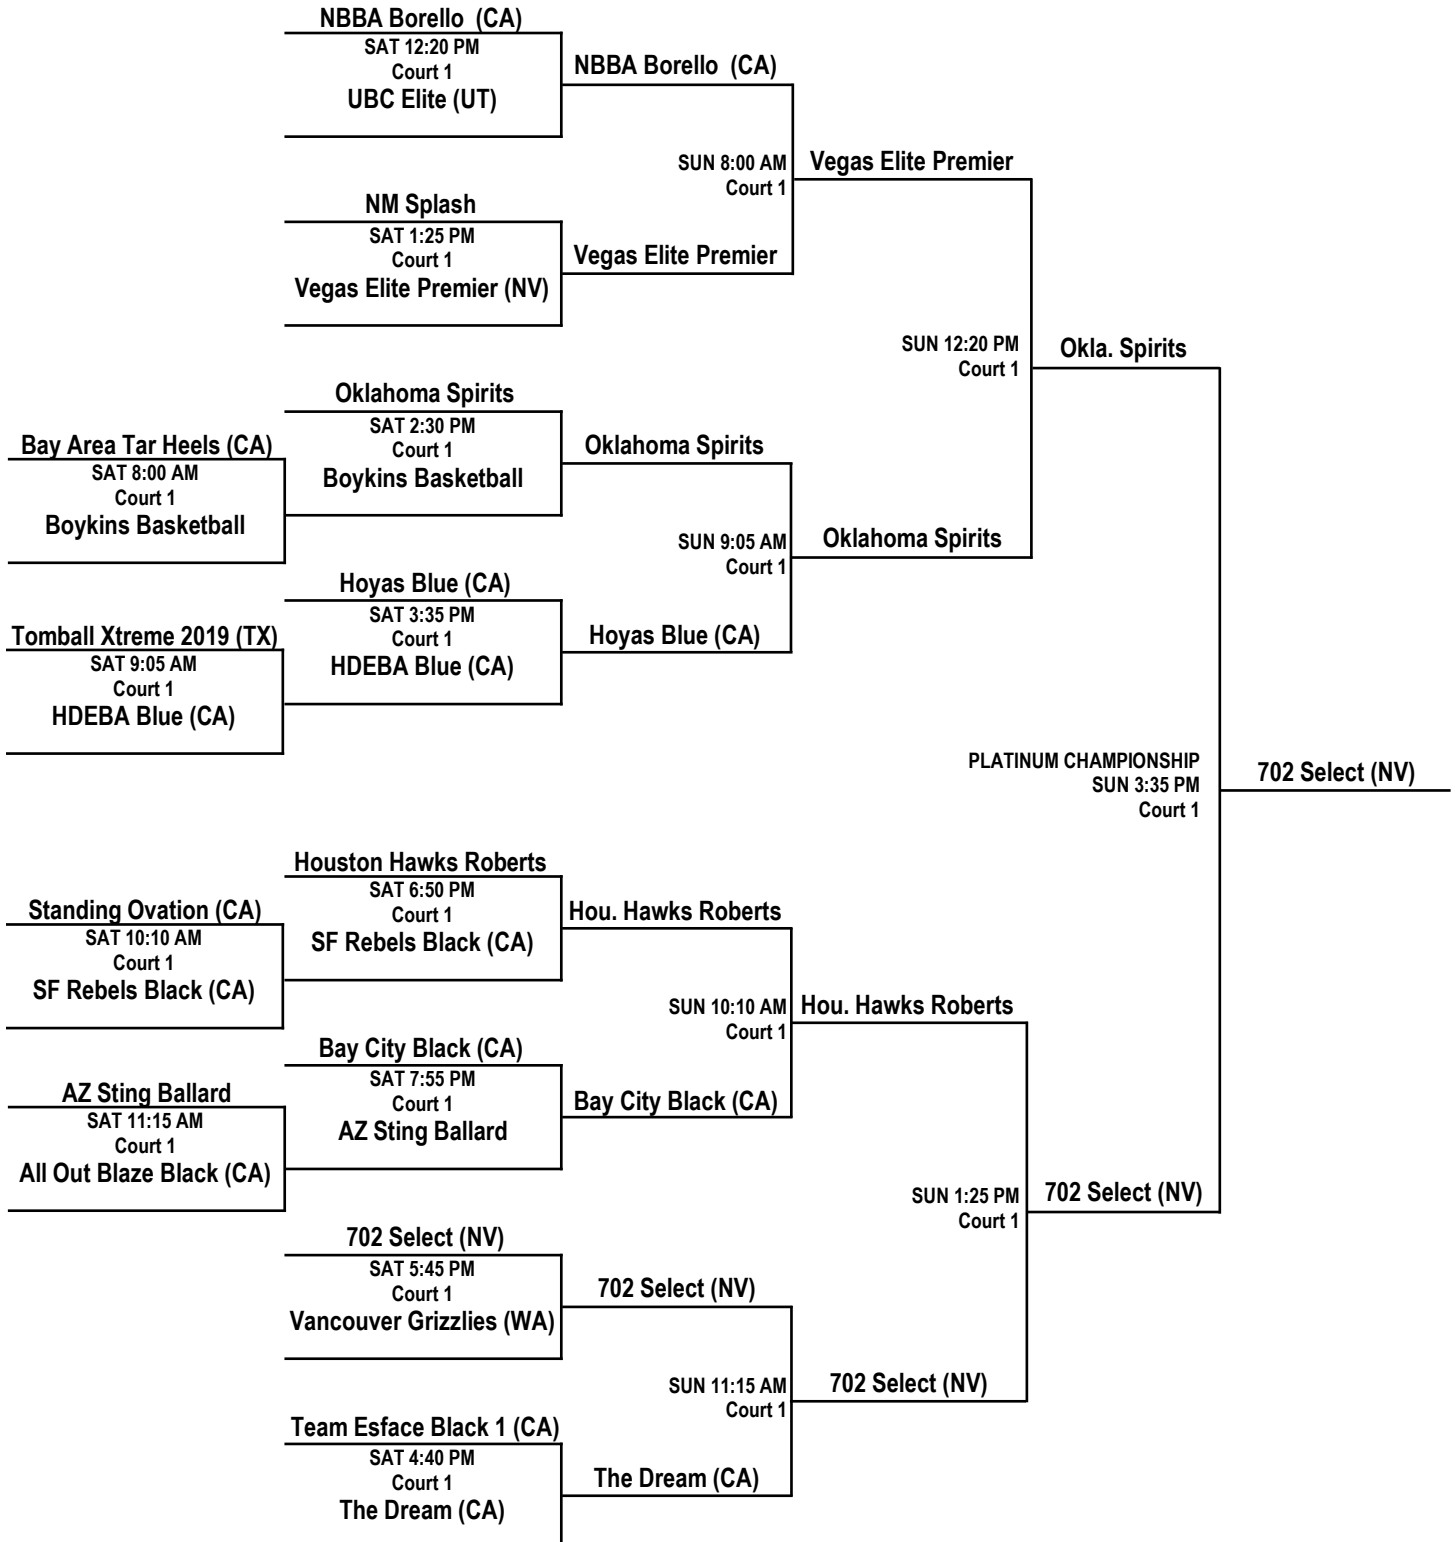 NBBA Borello  (CA)
SAT 12:20 PM
Court 1
UBC Elite (UT)
NBBA Borello  (CA)
SUN 8:00 AM
Court 1
Vegas Elite Premier
NM Splash
SAT 1:25 PM
Court 1
Vegas Elite Premier (NV)
Vegas Elite Premier
SUN 12:20 PM
Court 1
Okla. Spirits
Oklahoma Spirits
SAT 2:30 PM
Court 1
Boykins Basketball
Bay Area Tar Heels (CA)
SAT 8:00 AM
Court 1
Boykins Basketball
Oklahoma Spirits
SUN 9:05 AM
Court 1
Oklahoma Spirits
Hoyas Blue (CA)
SAT 3:35 PM
Court 1
HDEBA Blue (CA)
Hoyas Blue (CA)
Tomball Xtreme 2019 (TX)
SAT 9:05 AM
Court 1
HDEBA Blue (CA)
PLATINUM CHAMPIONSHIP
SUN 3:35 PM
Court 1
702 Select (NV)
Houston Hawks Roberts
SAT 6:50 PM
Court 1
SF Rebels Black (CA)
Standing Ovation (CA)
SAT 10:10 AM
Court 1
SF Rebels Black (CA)
Hou. Hawks Roberts
SUN 10:10 AM
Court 1
Hou. Hawks Roberts
Bay City Black (CA)
SAT 7:55 PM
Court 1
AZ Sting Ballard
Bay City Black (CA)
AZ Sting Ballard
SAT 11:15 AM
Court 1
All Out Blaze Black (CA)
SUN 1:25 PM
Court 1
702 Select (NV)
702 Select (NV)
SAT 5:45 PM
Court 1
Vancouver Grizzlies (WA)
702 Select (NV)
SUN 11:15 AM
Court 1
702 Select (NV)
Team Esface Black 1 (CA)
SAT 4:40 PM
Court 1
The Dream (CA)
The Dream (CA)